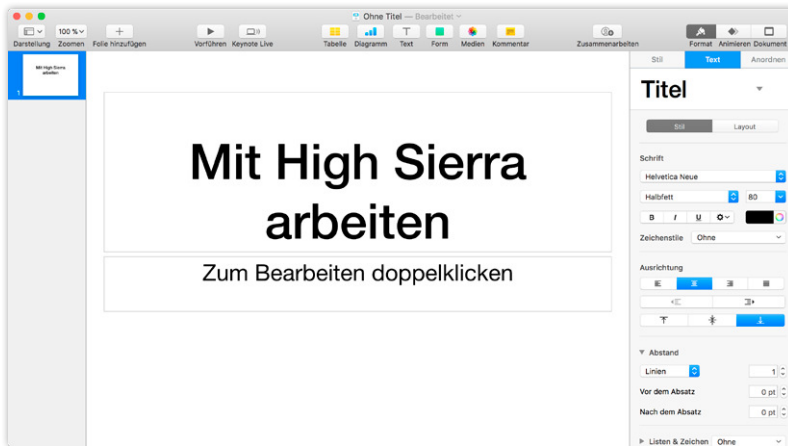 Ohne Titel — Bearbeitet
100 %
Darstellung Zoomen Folie hinzufügen Vorführen Keynote Live Tabelle Diagramm Text Form Medien Kommentar Zusammenarbeiten Format Animieren Dokument
Stil Text Anordnen
Mit High Sierra
arbeiten
1
Titel
Stil Layout
Mit High Sierra
arbeiten
Zum Bearbeiten doppelklicken
Schrift
Helvetica Neue
Halbfett 80
B I U
Zeichenstile Ohne
Ausrichtung
Abstand
Linien 1
Vor dem Absatz 0 pt
Nach dem Absatz 0 pt
Listen & Zeichen Ohne